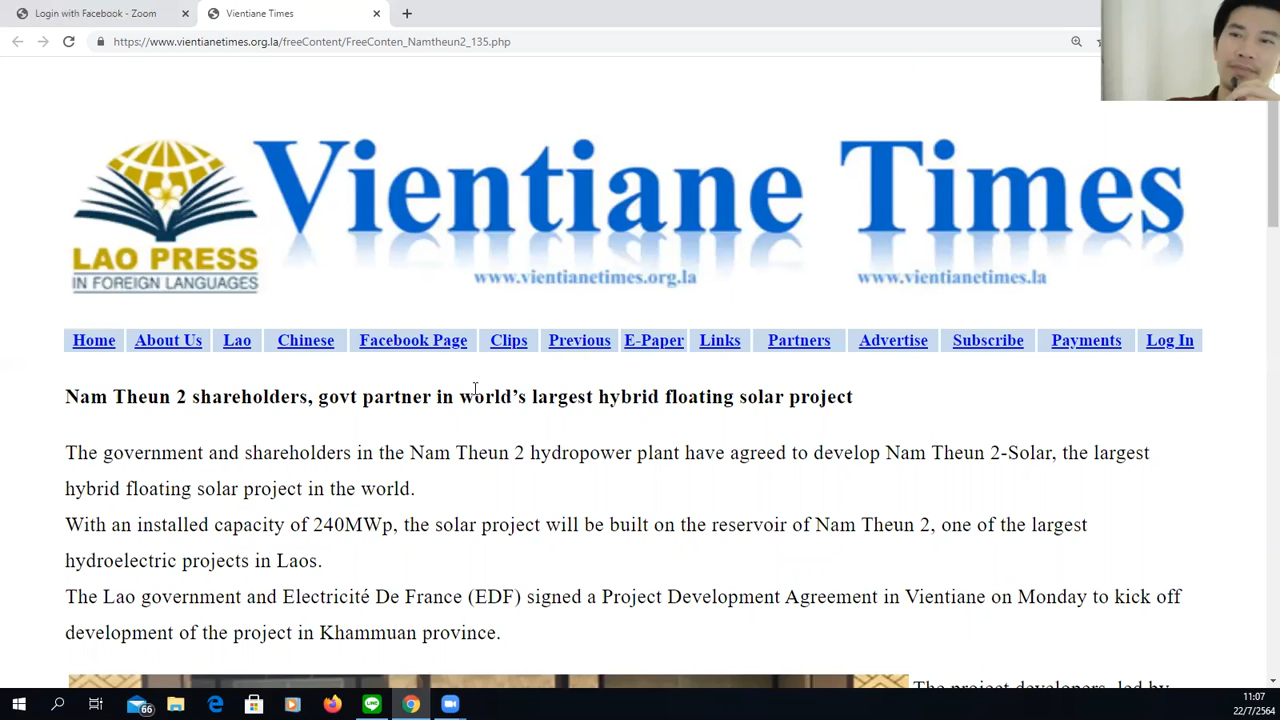 Login with Facebook - Zoom
Vientiane Times
https://www.vientianetimes.org.la/freeContent/FreeConten_Namtheun2_135.php
Vientiane Times
LAO PRESS
IN FOREIGN LANGUAGES
www.vientianetimes.org.la
www.vientianetimes.la
Home About Us Lao Chinese Facebook Page Clips Previous E-Paper Links Partners Advertise Subscribe Payments Log In
Nam Theun 2 shareholders, govt partner in world’s largest hybrid floating solar project
The government and shareholders in the Nam Theun 2 hydropower plant have agreed to develop Nam Theun 2-Solar, the largest
hybrid floating solar project in the world.
With an installed capacity of 240MWp, the solar project will be built on the reservoir of Nam Theun 2, one of the largest
hydroelectric projects in Laos.
The Lao government and Electricité De France (EDF) signed a Project Development Agreement in Vientiane on Monday to kick off
development of the project in Khammuan province.
The project developers, led by
66
11:07
22/7/2564